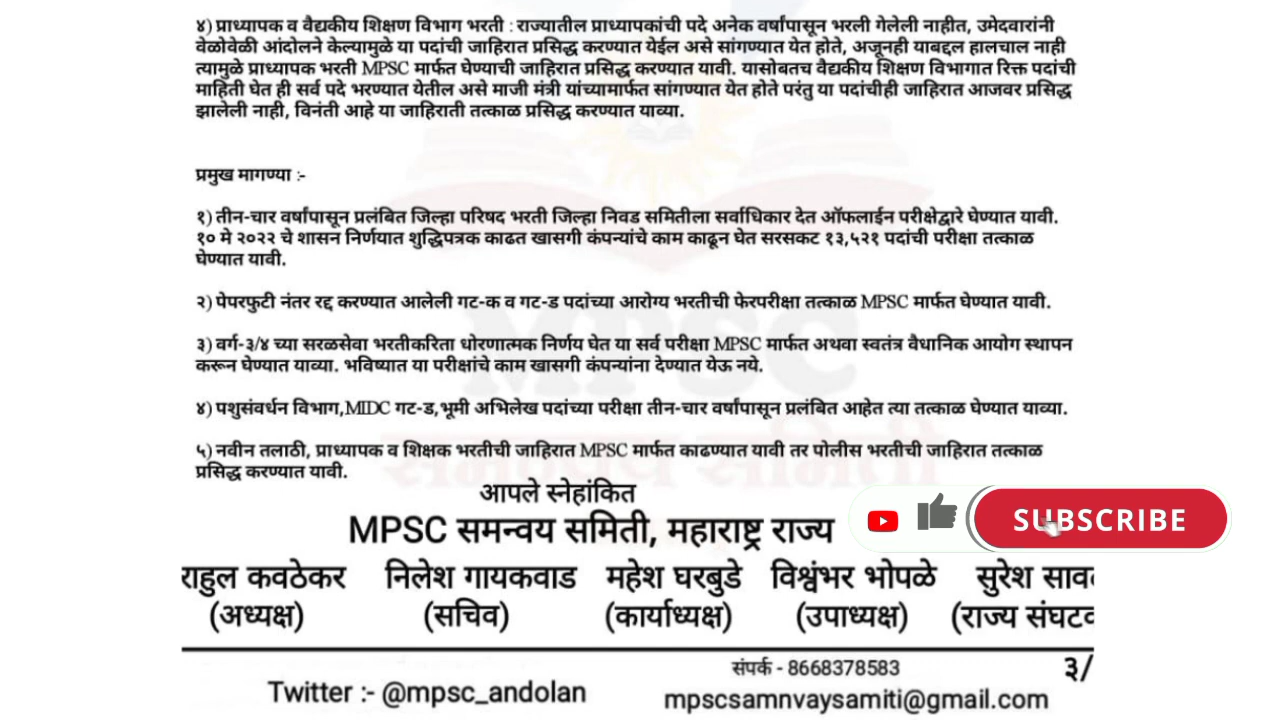 ४) प्राध्यापक व वैद्यकीय शिक्षण विभाग भरती : राज्यातील प्राध्यापकांची पदे अनेक वर्षांपासून भरली गेलेली नाहीत, उमेदवारांनी
वेळोवेळी आंदोलने केल्यामुळे या पदांची जाहिरात प्रसिद्ध करण्यात येईल असे सांगण्यात येत होते, अजूनही याबद्दल हालचाल नाही
त्यामुळे प्राध्यापक भरती MPSC मार्फत घेण्याची जाहिरात प्रसिद्ध करण्यात यावी. यासोबतच वैद्यकीय शिक्षण विभागात रिक्त पदांची
माहिती घेत ही सर्व पदे भरण्यात येतील असे माजी मंत्री यांच्यामार्फत सांगण्यात येत होते परंतु या पदांचीही जाहिरात आजवर प्रसिद्ध
झालेली नाही, विनंती आहे या जाहिराती तत्काळ प्रसिद्ध करण्यात याव्या.
प्रमुख मागण्या :-
१) तीन-चार वर्षांपासून प्रलंबित जिल्हा परिषद भरती जिल्हा निवड समितीला सर्वाधिकार देत ऑफलाईन परीक्षेद्वारे घेण्यात यावी.
१० मे २०२२ चे शासन निर्णयात शुद्धिपत्रक काढत खासगी कंपन्यांचे काम काढून घेत सरसकट १३,५२१ पदांची परीक्षा तत्काळ
घेण्यात यावी.
२) पेपरफुटी नंतर रद्द करण्यात आलेली गट-क व गट-ड पदांच्या आरोग्य भरतीची फेरपरीक्षा तत्काळ MPSC मार्फत घेण्यात यावी.
३) वर्ग-३/४ च्या सरळसेवा भरतीकरिता धोरणात्मक निर्णय घेत या सर्व परीक्षा MPSC मार्फत अथवा स्वतंत्र वैधानिक आयोग स्थापन
करून घेण्यात याव्या. भविष्यात या परीक्षांचे काम खासगी कंपन्यांना देण्यात येऊ नये.
४) पशुसंवर्धन विभाग,MIDC गट-ड,भूमी अभिलेख पदांच्या परीक्षा तीन-चार वर्षांपासून प्रलंबित आहेत त्या तत्काळ घेण्यात याव्या.
५) नवीन तलाठी, प्राध्यापक व शिक्षक भरतीची जाहिरात MPSC मार्फत काढण्यात यावी तर पोलीस भरतीची जाहिरात तत्काळ
प्रसिद्ध करण्यात यावी.
आपले स्नेहांकित
MPSC समन्वय समिती, महाराष्ट्र राज्य
SUBSCRIBE
राहुल कवठेकर निलेश गायकवाड महेश घरबुडे विश्वंभर भोपळे सुरेश साव
(अध्यक्ष) (सचिव) (कार्याध्यक्ष) (उपाध्यक्ष) (राज्य संघट
संपर्क - 8668378583 ३/
Twitter :- @mpsc_andolan mpscsamnvaysamiti@gmail.com
MPSC
समन्वय समिती